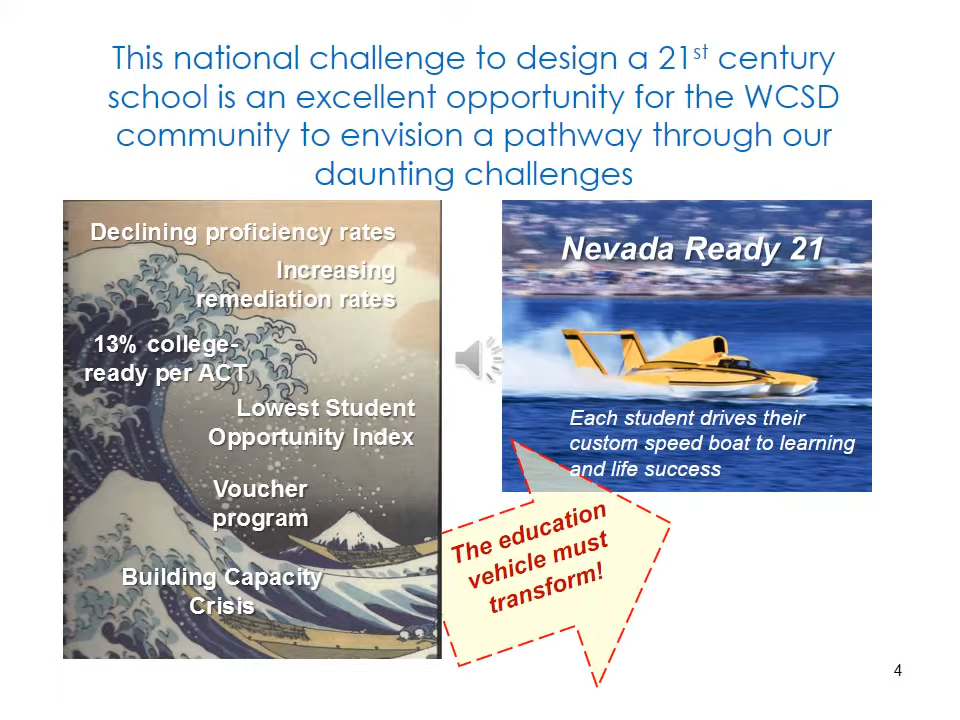 This national challenge to design a 21st century
school is an excellent opportunity for the WCSD
community to envision a pathway through our
daunting challenges
Declining proficiency rates
Increasing
remediation rates
13% college-
ready per ACT
Lowest Student
Opportunity Index
Voucher
program
Building Capacity
Crisis
Nevada Ready 21
Each student drives their
custom speed boat to learning
and life success
The education
vehicle must
transform!
4